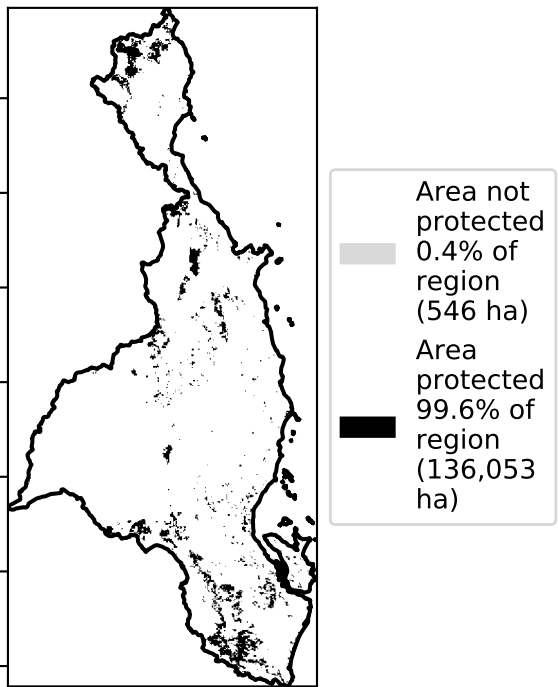 Area not
protected
0.4% of
region
(546 ha)
Area
protected
99.6% of
region
(136,053
ha)